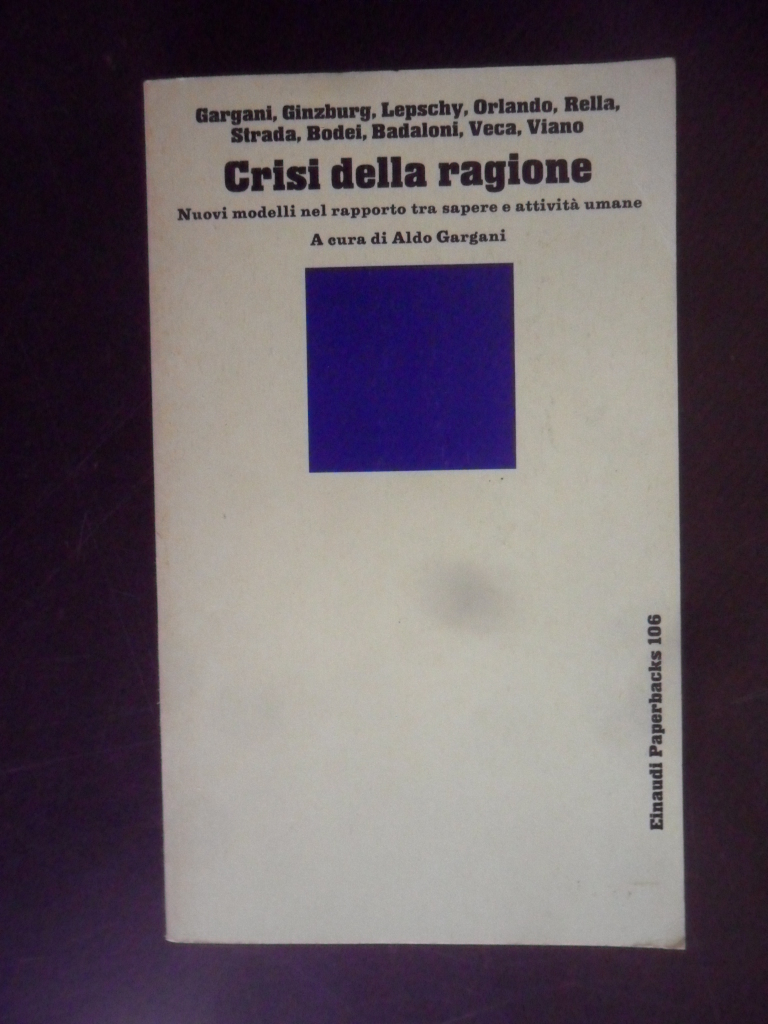 Gargani, Ginzburg, Lepschy, Orlando, Rella,
Strada, Bodei, Badaloni, Veca, Viano
Crisi della ragione
Nuovi modelli nel rapporto tra sapere e attività umane
A cura di Aldo Gargani
Einaudi Paperbacks 106